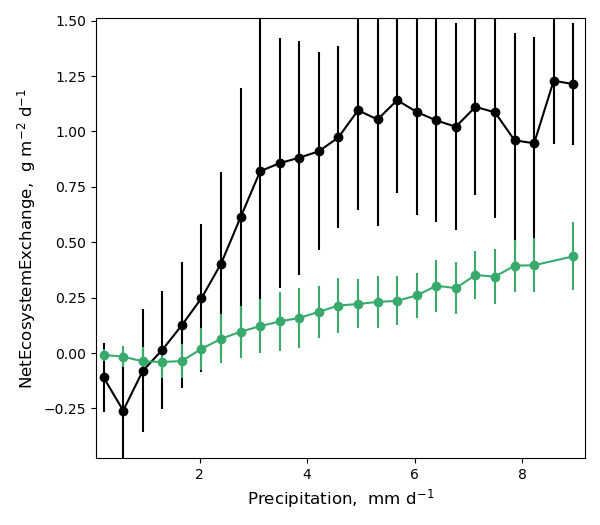 1.50
1.25
1.00
0.75
0.50
0.25
0.00
−0.25
NetEcosystemExchange, g m⁻² d⁻¹
2 4 6 8
Precipitation, mm d⁻¹